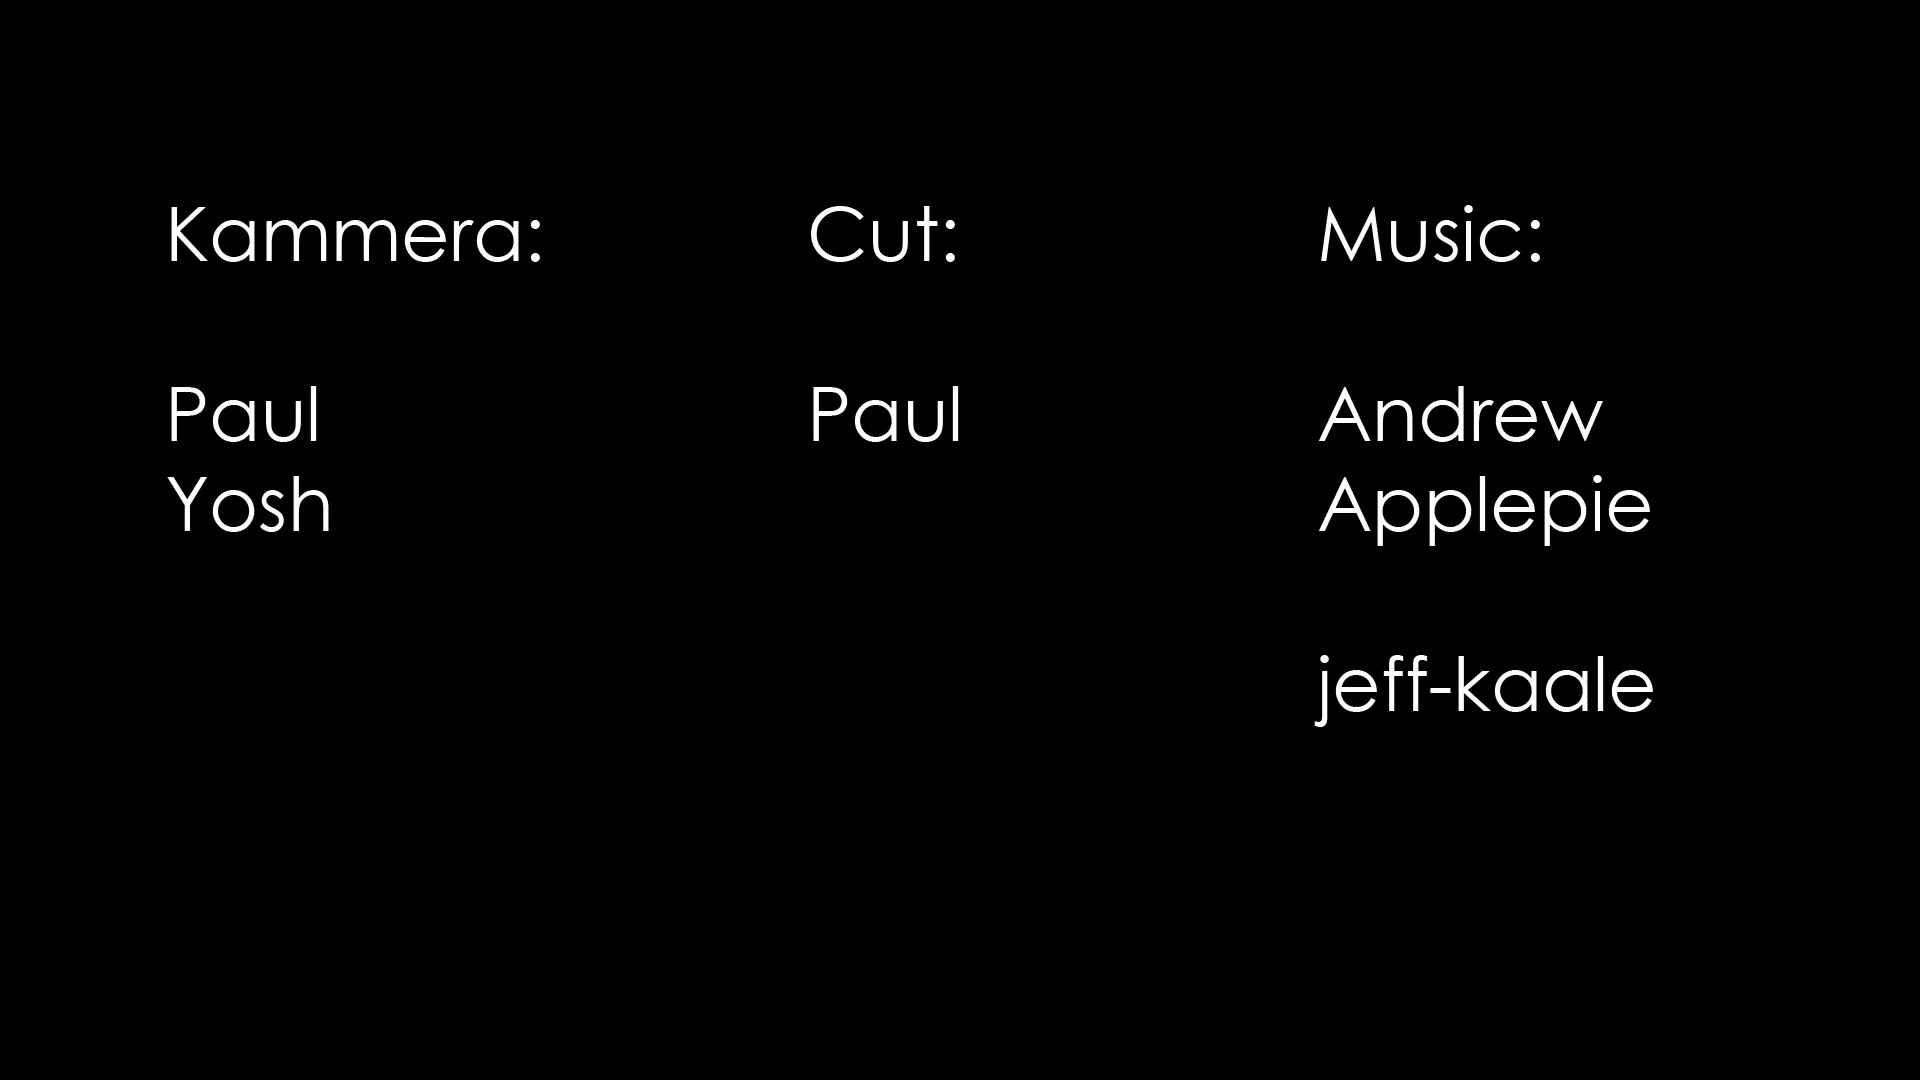 Kammera:
Paul
Yosh
Cut:
Paul
Music:
Andrew
Applepie
jeff-kaale